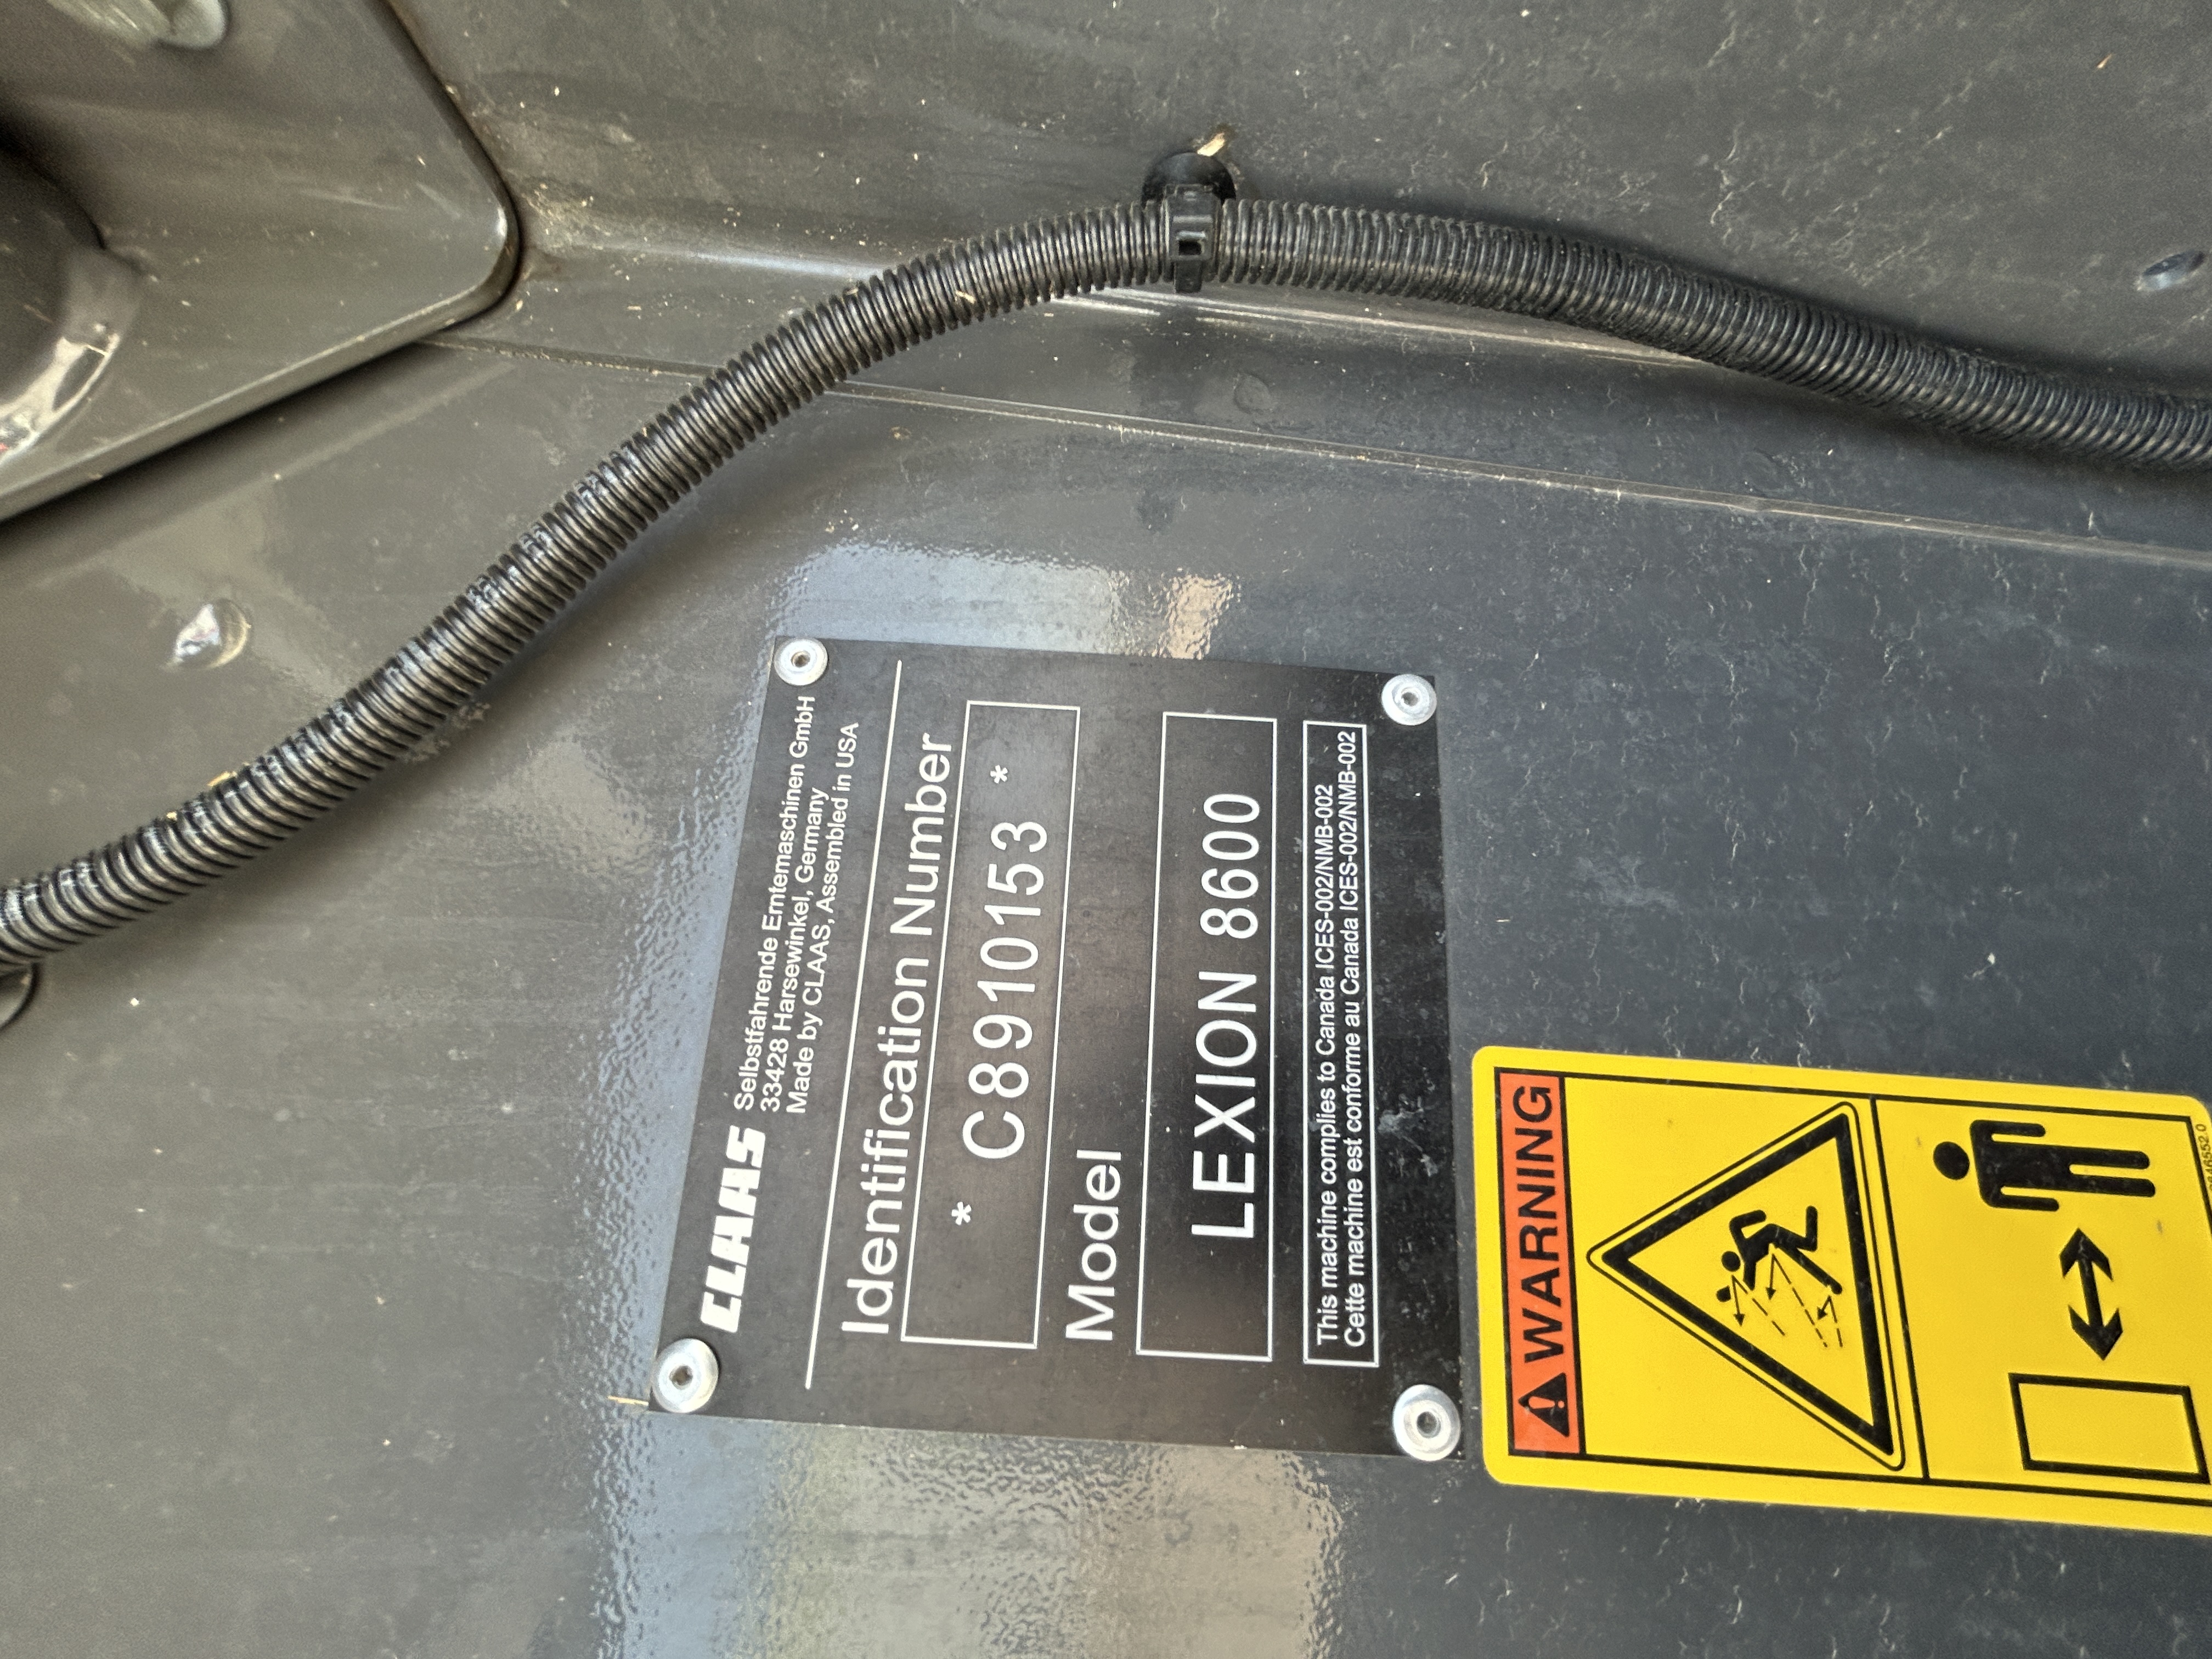 CLAAS
Selbstfahrende Erntemaschinen GmbH
33428 Harsewinkel, Germany
Made by CLAAS, Assembled in USA
Identification Number
* C8910153 *
Model
LEXION 8600
This machine complies to Canada ICES-002/NMB-002
Cette machine est conforme au Canada ICES-002/NMB-002
WARNING